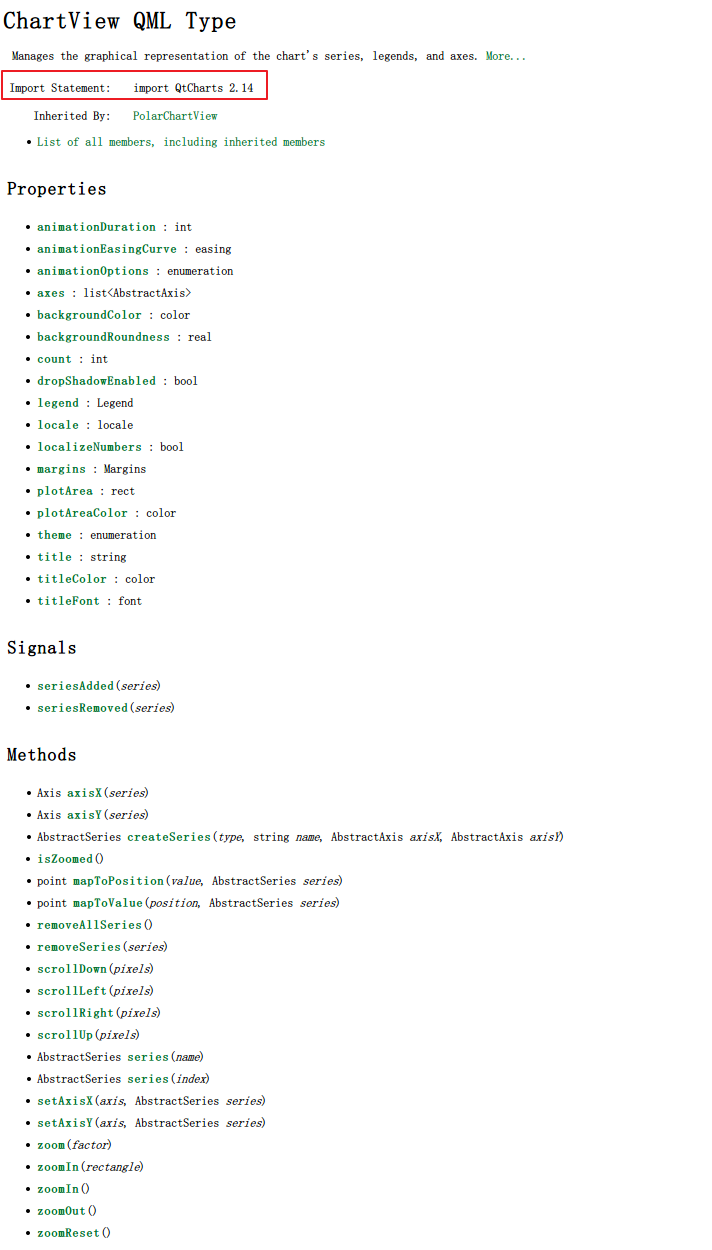 ChartView QML Type
Manages the graphical representation of the chart's series, legends, and axes. More...
Import Statement: import QtCharts 2.14
Inherited By: PolarChartView
• List of all members, including inherited members
Properties
• animationDuration : int
• animationEasingCurve : easing
• animationOptions : enumeration
• axes : list<AbstractAxis>
• backgroundColor : color
• backgroundRoundness : real
• count : int
• dropShadowEnabled : bool
• legend : Legend
• locale : locale
• localizeNumbers : bool
• margins : Margins
• plotArea : rect
• plotAreaColor : color
• theme : enumeration
• title : string
• titleColor : color
• titleFont : font
Signals
• seriesAdded(series)
• seriesRemoved(series)
Methods
• Axis axisX(series)
• Axis axisY(series)
• AbstractSeries createSeries(type, string name, AbstractAxis axisX, AbstractAxis axisY)
• isZoomed()
• point mapToPosition(value, AbstractSeries series)
• point mapToValue(position, AbstractSeries series)
• removeAllSeries()
• removeSeries(series)
• scrollDown(pixels)
• scrollLeft(pixels)
• scrollRight(pixels)
• scrollUp(pixels)
• AbstractSeries series(name)
• AbstractSeries series(index)
• setAxisX(axis, AbstractSeries series)
• setAxisY(axis, AbstractSeries series)
• zoom(factor)
• zoomIn(rectangle)
• zoomIn()
• zoomOut()
• zoomReset()